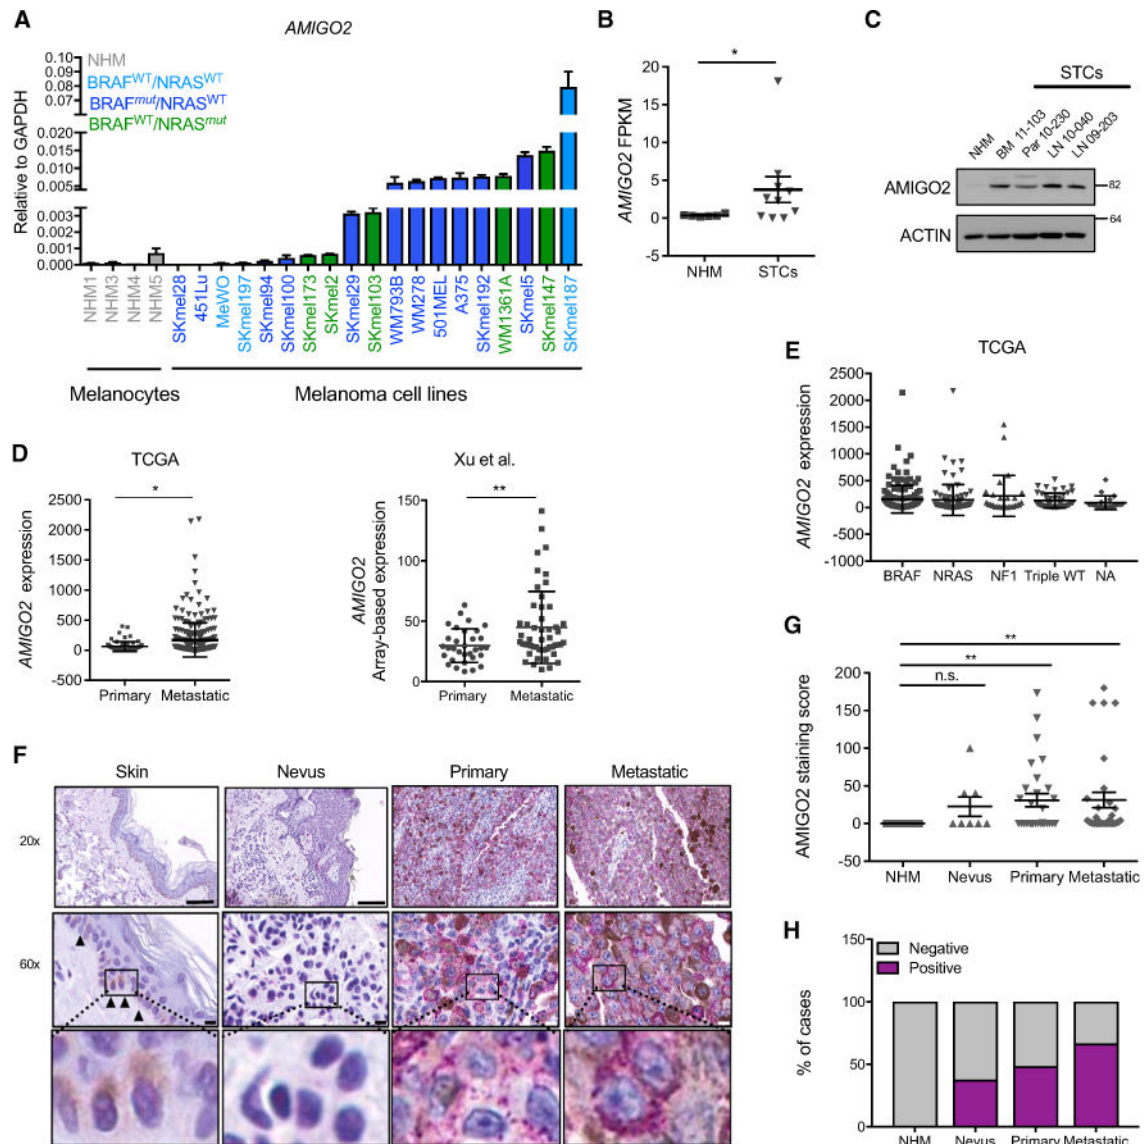 A
AMIGO2
Relative to GAPDH
0.10
0.09
0.08
0.07
0.020
0.015
0.010
0.005
0.003
0.002
0.001
0.000
NHM
BRAFWT/NRASWT
BRAFmut/NRASWT
BRAFWT/NRASmut
NHM1
NHM3
NHM4
NHM5
SKmel28
451Lu
MeWO
SKmel197
SKmel94
SKmel100
SKmel173
SKmel2
SKmel29
SKmel103
WM793B
WM278
501MEL
A375
SKmel192
WM1361A
SKmel5
SKmel147
SKmel187
Melanocytes
Melanoma cell lines
B
AMIGO2 FPKM
20
15
10
5
0
-5
*
NHM
STCs
C
STCs
NHM
BM 11-103
Par 10-230
LN 10-040
LN 09-203
AMIGO2
82
64
ACTIN
D
TCGA
AMIGO2 expression
2500
2000
1500
1000
500
0
-500
*
Primary
Metastatic
Xu et al.
AMIGO2
Array-based expression
150
100
50
0
**
Primary
Metastatic
E
TCGA
AMIGO2 expression
2500
2000
1500
1000
500
0
-500
-1000
BRAF
NRAS
NF1
Triple WT
NA
F
Skin
Nevus
Primary
Metastatic
20x
60x
G
AMIGO2 staining score
200
150
100
50
0
-50
**
**
n.s.
NHM
Nevus
Primary
Metastatic
H
% of cases
150
100
50
0
Negative
Positive
NHM
Nevus
Primary
Metastatic